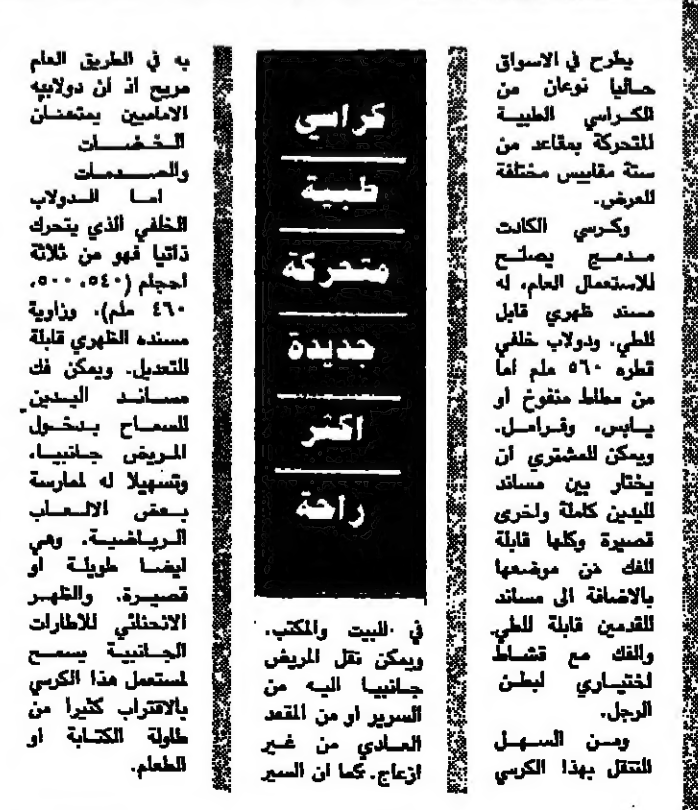 كراسي
طبية
متحركة
جديدة
اكثر
راحة
يطرح في الاسواق
حاليا نوعان من
الكراسي الطبية
المتحركة بمقاعد من
ستة مقاييس مختلفة
للعرض.
وكرسي الكانت
مدمج يصلح
للاستعمال العام، له
مسند ظهري قابل
للطي، ودولاب خلفي
قطره ٥٦٠ ملم اما
من مطاط منفوخ او
يابس، وفرامل.
ويمكن للمشتري ان
يختار بين مساند
لليدين كاملة واخرى
قصيرة وكلها قابلة
للفك من موضعها
بالاضافة الى مساند
للقدمين قابلة للطي
والفك مع قشاط
اختياري لبطن
الرجل.
ومن السهل
التنقل بهذا الكرسي
في البيت والمكتب،
ويمكن نقل المريض
جانبيا اليه من
السرير او من المقعد
العادي من غير
ازعاج. كما ان السير
به في الطريق العام
مريح اذ ان دولابيه
الاماميين يمتصان
الخضات
والصدمات
اما الدولاب
الخلفي الذي يتحرك
ذاتيا فهو من ثلاثة
احجام (٥٤٠، ٥٠٠،
٤٦٠ ملم)، وزاوية
مسنده الظهري قابلة
للتعديل. ويمكن فك
مساند اليدين
للسماح بدخول
المريض جانبيا،
وتسهيلا له لممارسة
بعض الالعاب
الرياضية. وهي
ايضا طويلة او
قصيرة. والظهر
الانحنائي للاطارات
الجانبية يسمح
لمستعمل هذا الكرسي
بالاقتراب كثيرا من
طاولة الكتابة او
الطعام.